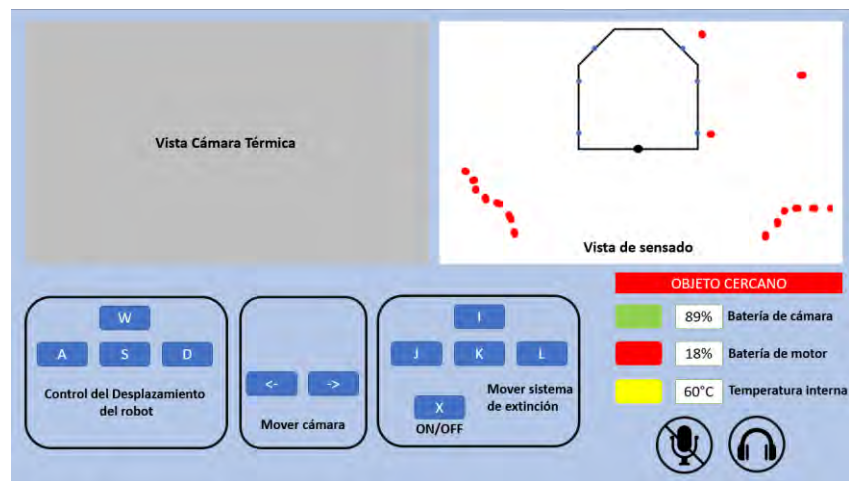 Vista Cámara Térmica
Vista de sensado
OBJETO CERCANO
89% Batería de cámara
18% Batería de motor
60°C Temperatura interna
W
A S D
Control del Desplazamiento
del robot
<- ->
Mover cámara
I
J K L
Mover sistema
de extinción
X
ON/OFF